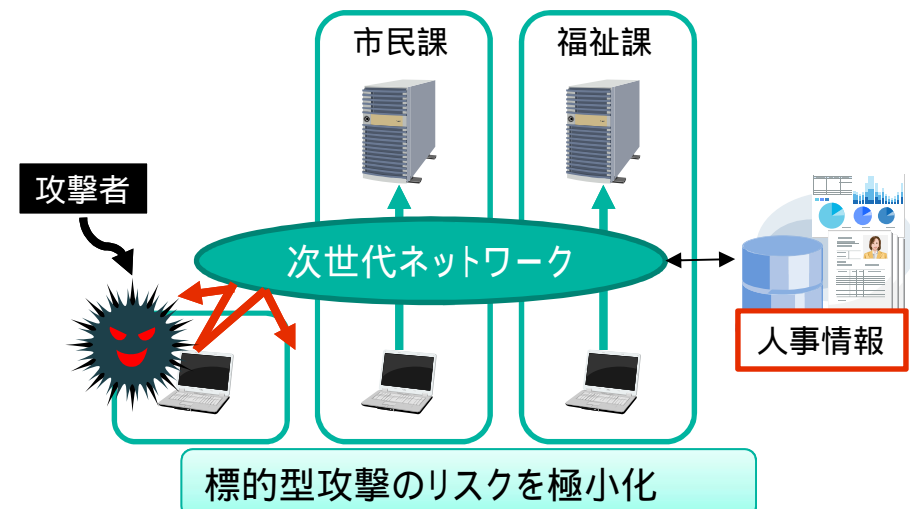 市民課
福祉課
攻撃者
次世代ネットワーク
人事情報
標的型攻撃のリスクを極小化